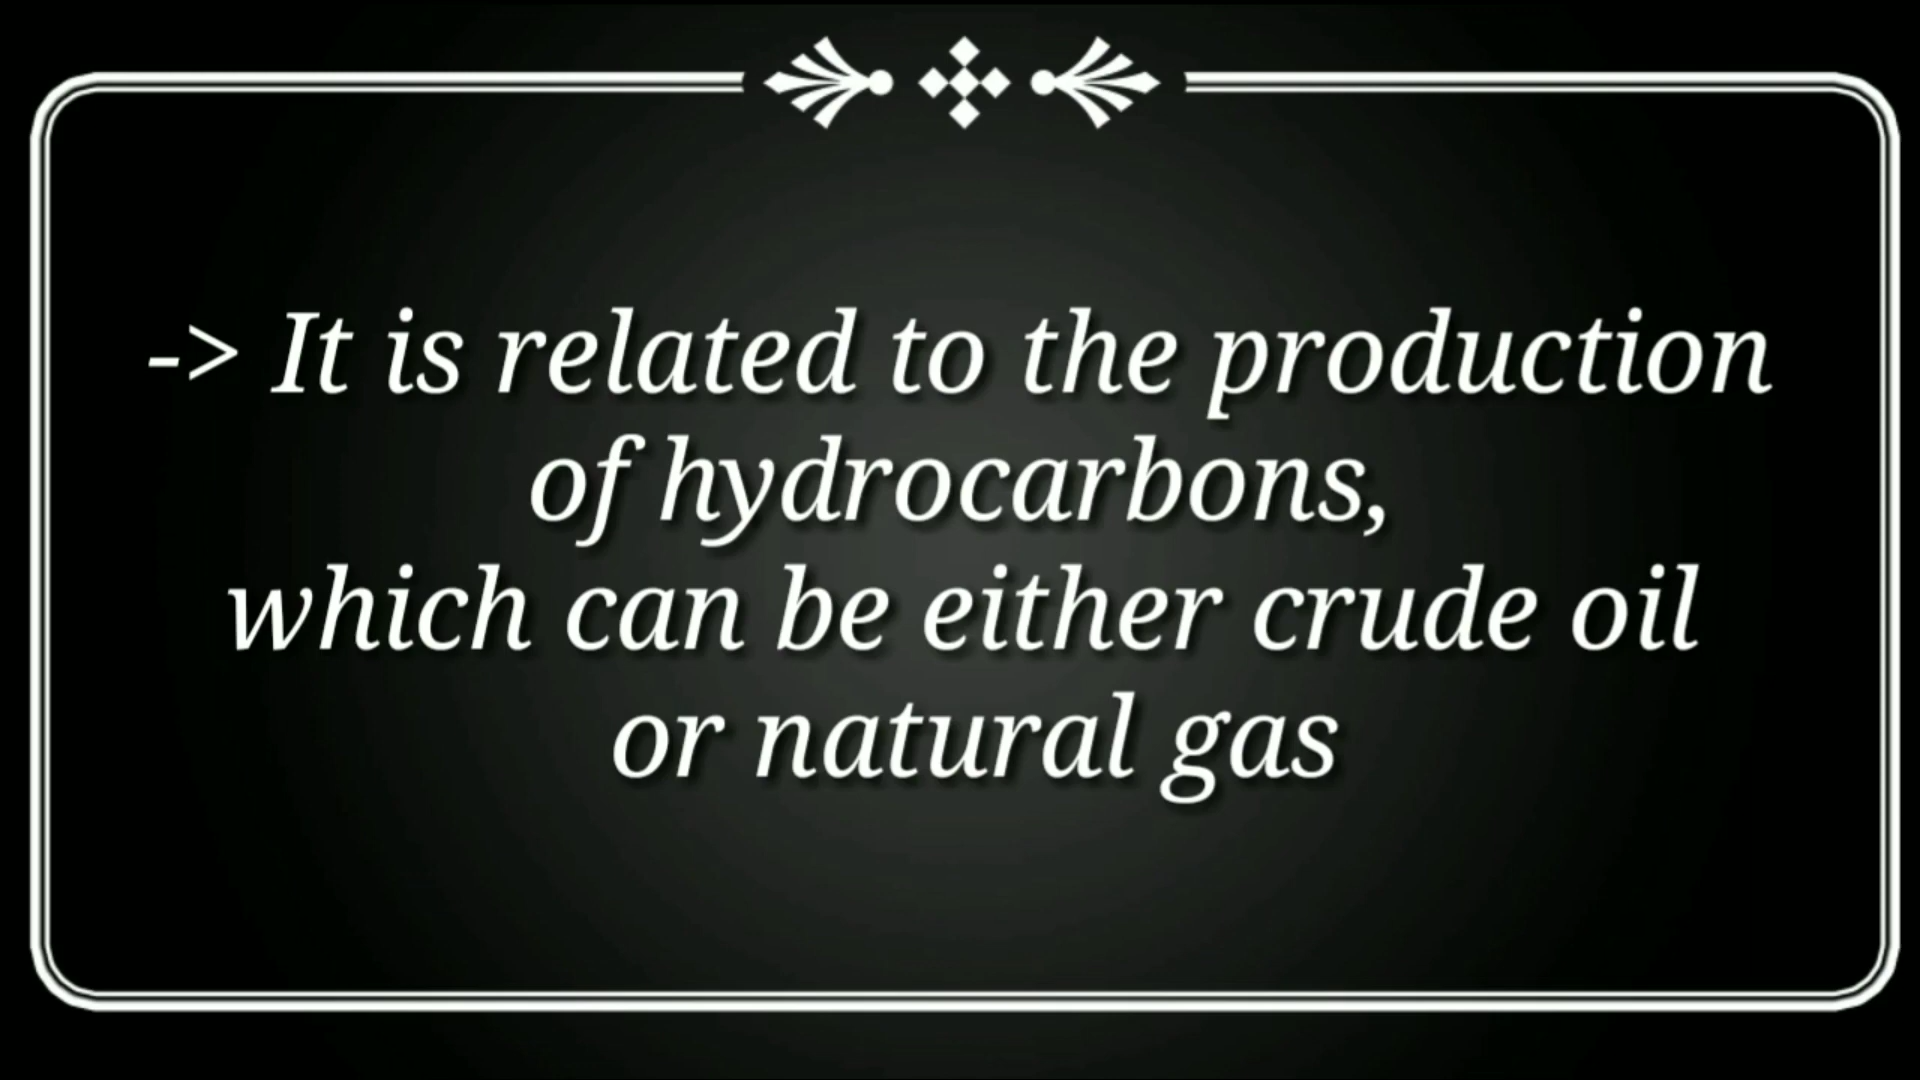 -> It is related to the production
of hydrocarbons,
which can be either crude oil
or natural gas